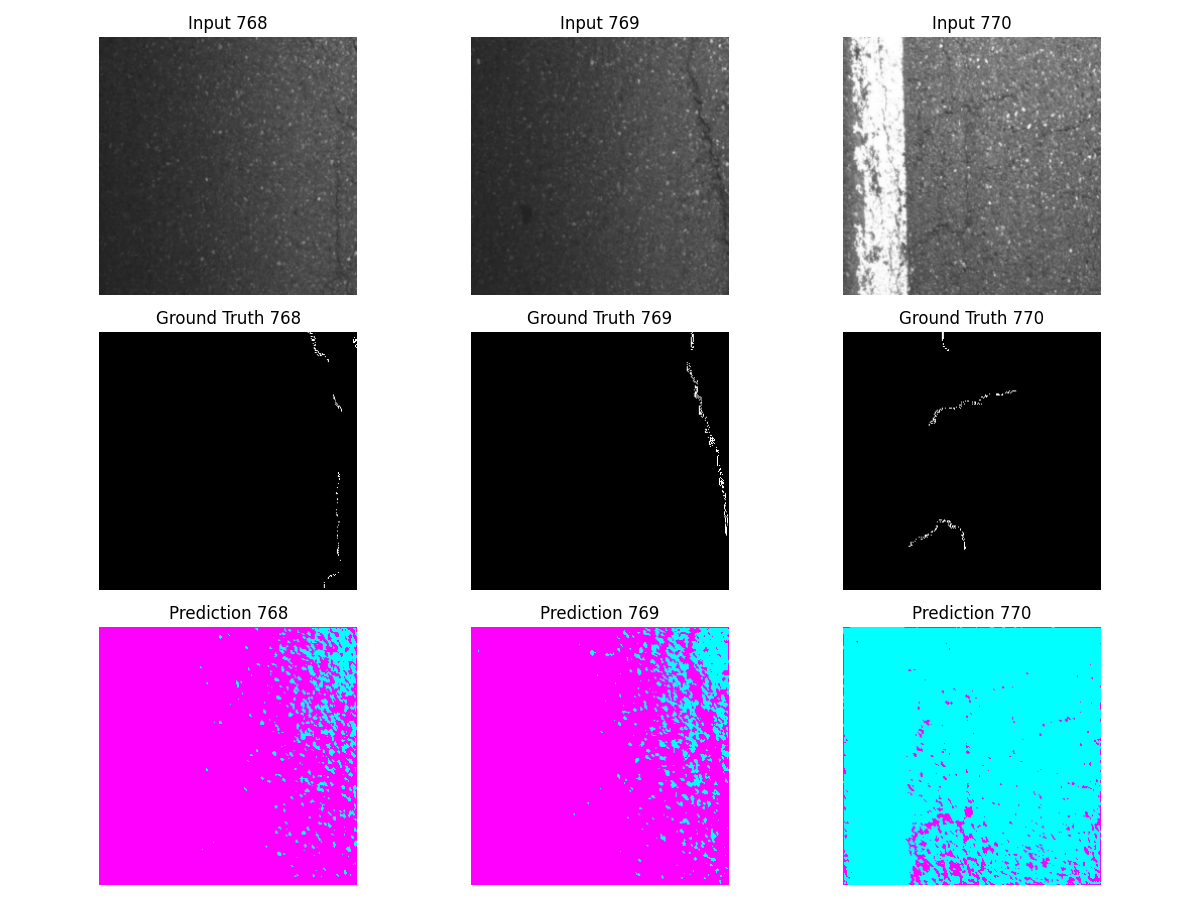 Input 768
Input 769
Input 770
Ground Truth 768
Ground Truth 769
Ground Truth 770
Prediction 768
Prediction 769
Prediction 770